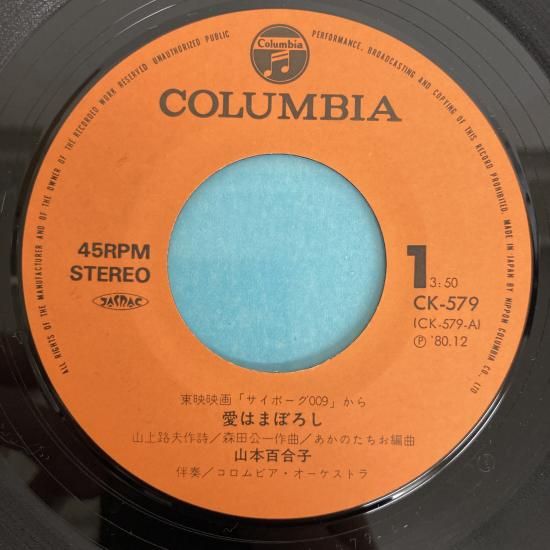 ALL RIGHTS OF THE MANUFACTURER AND OF THE OWNER OF THE RECORDED WORK RESERVED UNAUTHORIZED PUBLIC PERFORMANCE, BROADCASTING AND COPYING OF THIS RECORD PROHIBITED. MADE IN JAPAN BY NIPPON COLUMBIA CO., LTD
Columbia
COLUMBIA
45RPM
STEREO
JASRAC
1
3:50
CK-579
(CK-579-A)
Ⓟ '80.12
東映映画「サイボーグ009」から
愛はまぼろし
山上路夫作詩/森田公一作曲/あかのたちお編曲
山本百合子
伴奏/コロムビア・オーケストラ